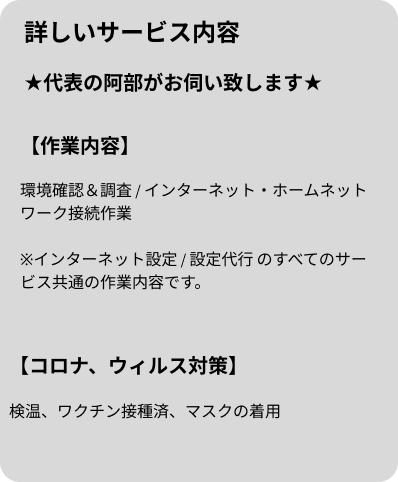 詳しいサービス内容
★代表の阿部がお伺い致します★
【作業内容】
環境確認＆調査 / インターネット・ホームネット
ワーク接続作業
※インターネット設定 / 設定代行 のすべてのサー
ビス共通の作業内容です。
【コロナ、ウィルス対策】
検温、ワクチン接種済、マスクの着用